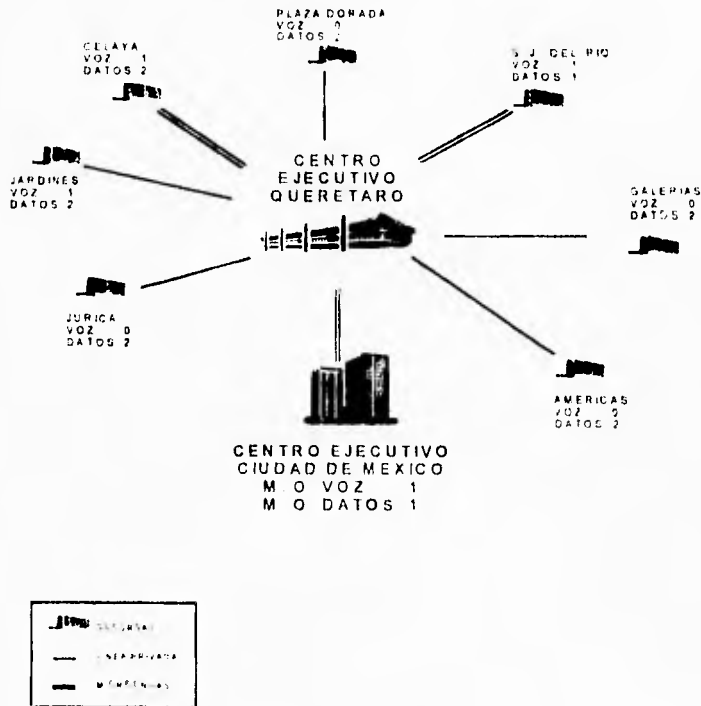 PLAZA DORADA
VOZ 0
DATOS 2
CELAYA
VOZ 1
DATOS 2
S.J. DEL RIO
VOZ 1
DATOS 1
JARDINES
VOZ 1
DATOS 2
CENTRO
EJECUTIVO
QUERETARO
GALERIAS
VOZ 0
DATOS 2
JURICA
VOZ 0
DATOS 2
AMERICAS
VOZ 0
DATOS 2
CENTRO EJECUTIVO
CIUDAD DE MEXICO
M.O VOZ 1
M.O DATOS 1
SUCURSAL
LINEA PRIVADA